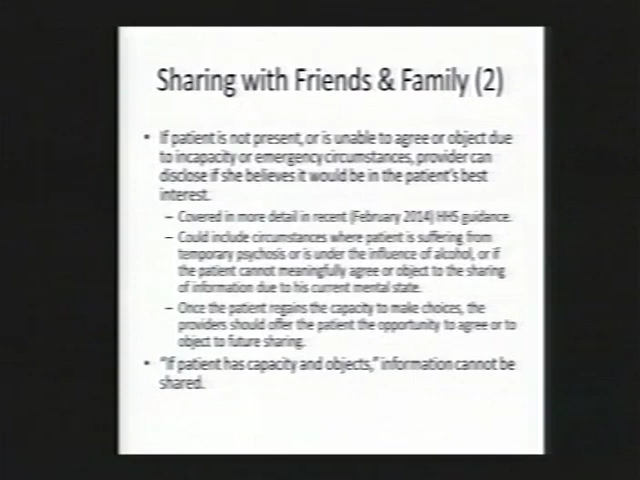 Sharing with Friends & Family (2)
• If patient is not present, or is unable to agree or object due
to incapacity or emergency circumstances, provider can
disclose if she believes it would be in the patient's best
interest.
– Covered in more detail in recent (February 2014) HHS guidance.
– Could include circumstances where patient is suffering from
temporary psychosis or is under the influence of alcohol, or if
the patient cannot meaningfully agree or object to the sharing
of information due to his current mental state.
– Once the patient regains the capacity to make choices, the
providers should offer the patient the opportunity to agree or to
object to future sharing.
• "If patient has capacity and objects," information cannot be
shared.